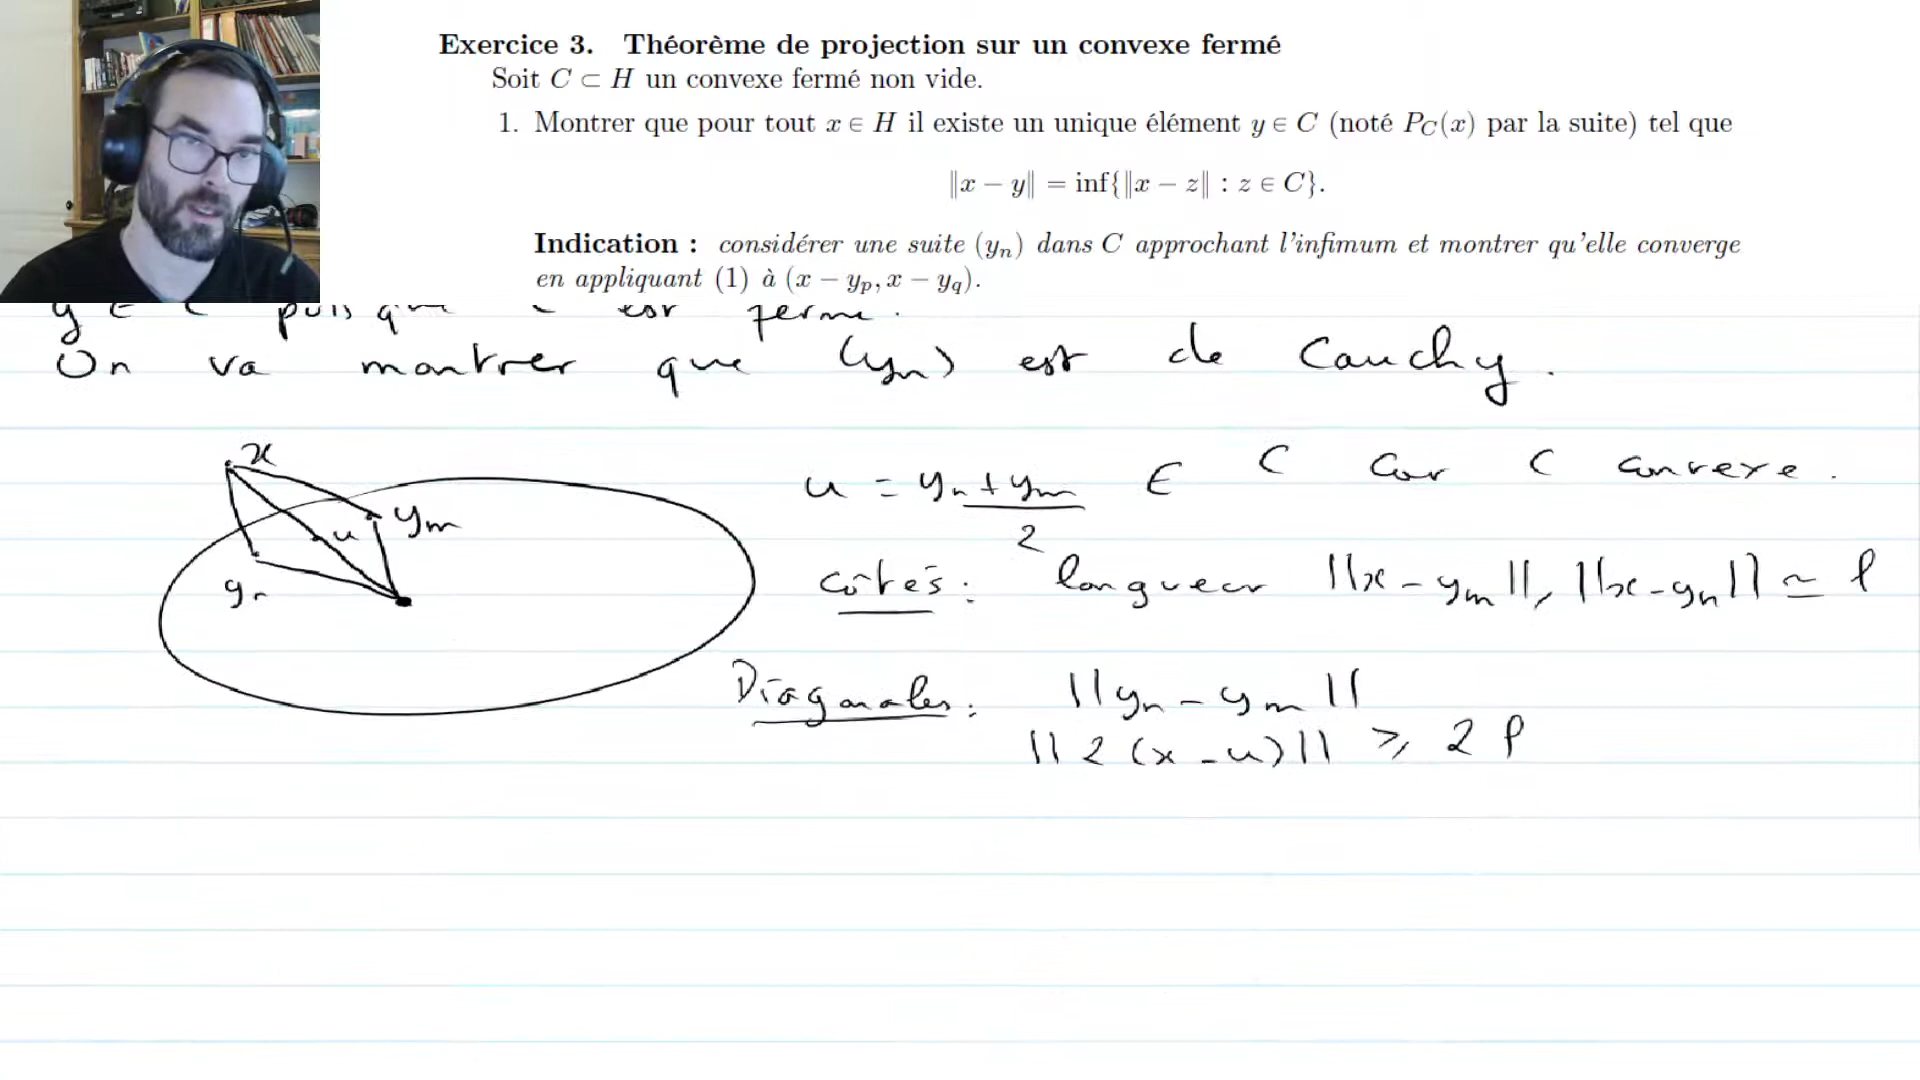 Exercice 3. Théorème de projection sur un convexe fermé
Soit C ⊂ H un convexe fermé non vide.
1. Montrer que pour tout x ∈ H il existe un unique élément y ∈ C (noté P_C(x) par la suite) tel que
‖x − y‖ = inf{‖x − z‖ : z ∈ C}.
Indication : considérer une suite (y_n) dans C approchant l'infimum et montrer qu'elle converge
en appliquant (1) à (x − y_p, x − y_q).
y ∈ C puisque C est fermé.
On va montrer que (y_n) est de Cauchy.
x
u = (y_n + y_m)/2 ∈ C car C convexe.
y_m
u
y_n
côtés : longueur ||x - y_m||, ||x - y_n|| ≃ l
Diagonales : ||y_n - y_m||
||2(x - u)|| ⩾ 2 l